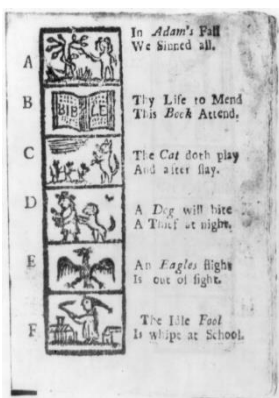 A
In Adam's Fall
We Sinned all.
B
BIBLE
Thy Life to Mend
This Book Attend.
C
The Cat doth play
And after slay.
D
A Dog will bite
A Thief at night.
E
An Eagles flight
Is out of sight.
F
The Idle Fool
Is whipt at School.